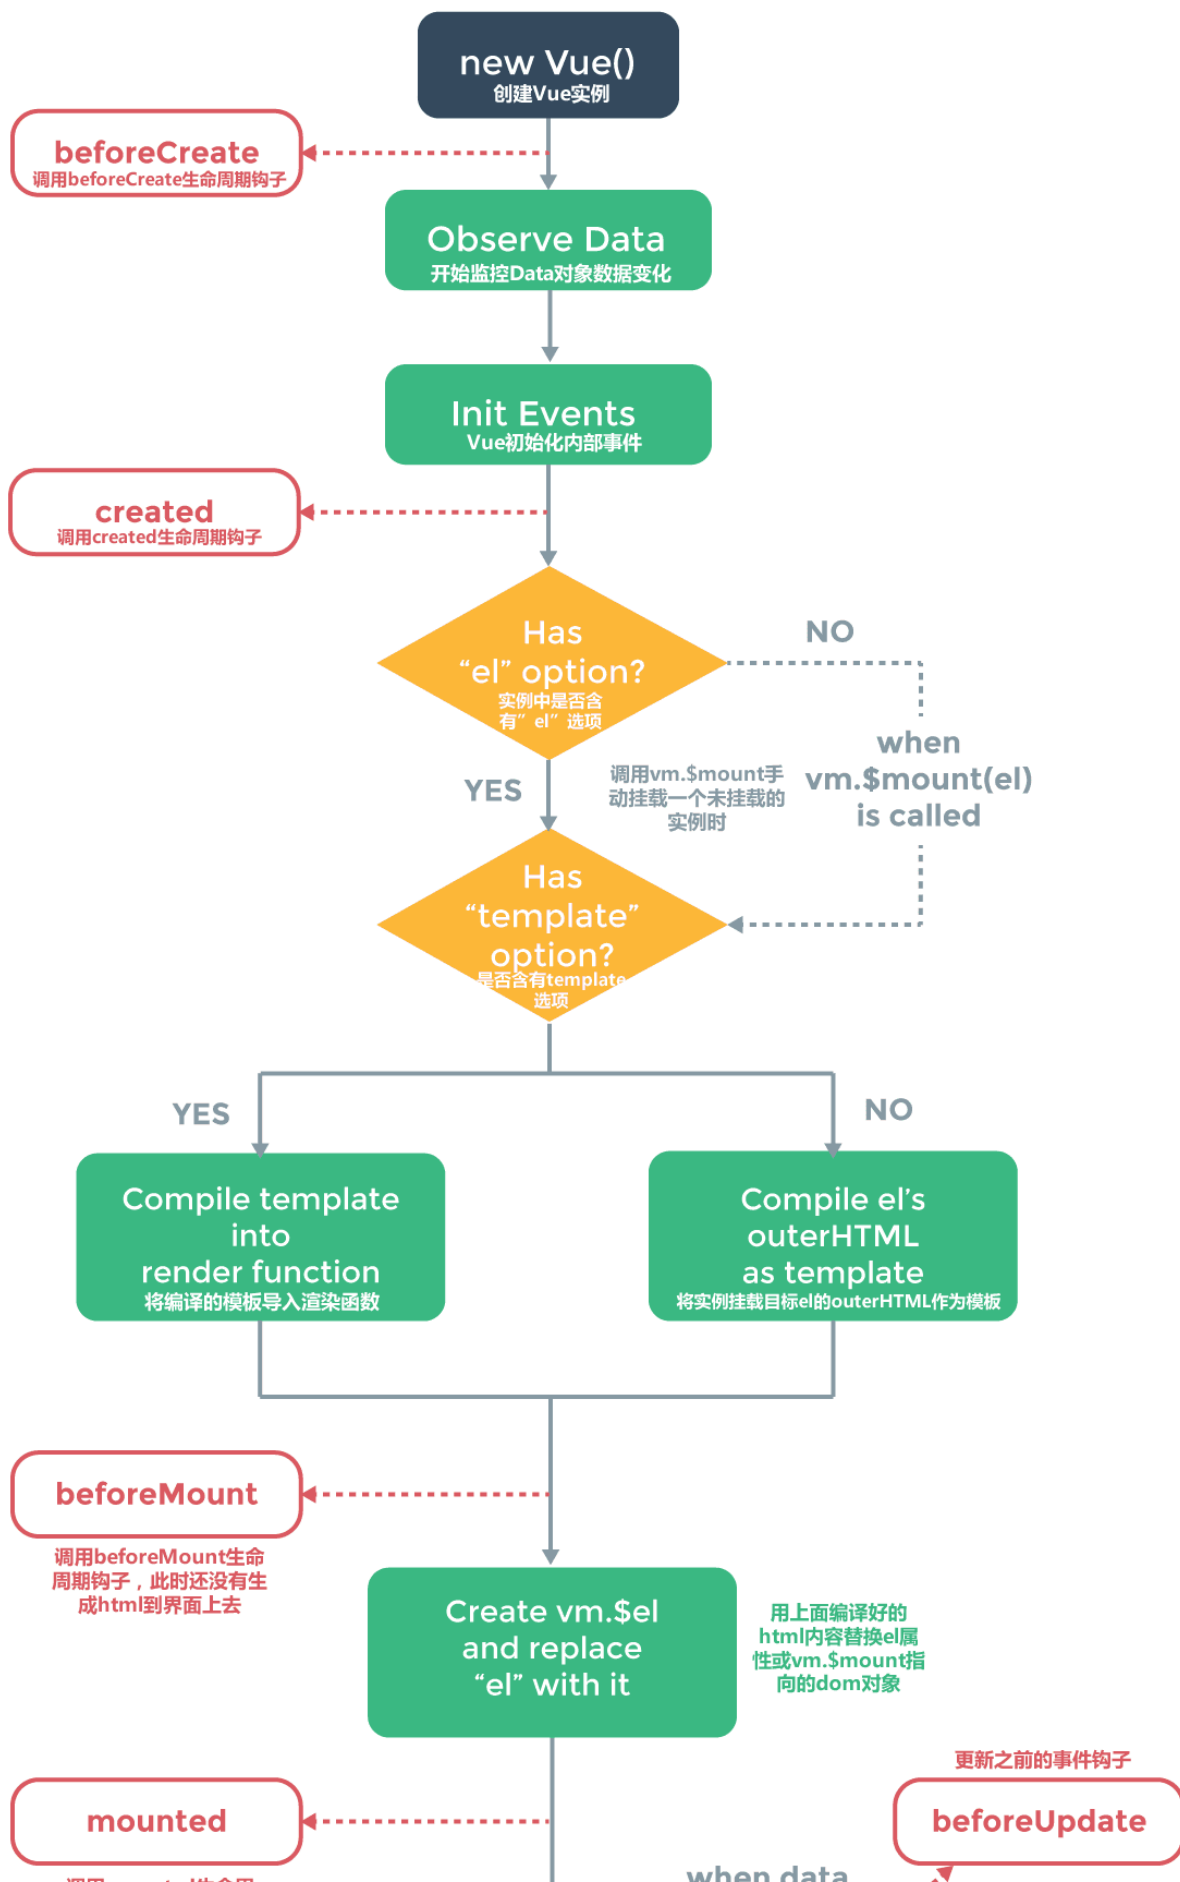 new Vue()
创建Vue实例
beforeCreate
调用beforeCreate生命周期钩子
Observe Data
开始监控Data对象数据变化
Init Events
Vue初始化内部事件
created
调用created生命周期钩子
Has
“el” option?
实例中是否含
有”el”选项
NO
YES
调用vm.$mount手
动挂载一个未挂载的
实例时
when
vm.$mount(el)
is called
Has
“template”
option?
是否含有template
选项
YES
NO
Compile template
into
render function
将编译的模板导入渲染函数
Compile el’s
outerHTML
as template
将实例挂载目标el的outerHTML作为模板
beforeMount
调用beforeMount生命
周期钩子，此时还没有生
成html到界面上去
Create vm.$el
and replace
“el” with it
用上面编译好的
html内容替换el属
性或vm.$mount指
向的dom对象
更新之前的事件钩子
mounted
beforeUpdate
when data